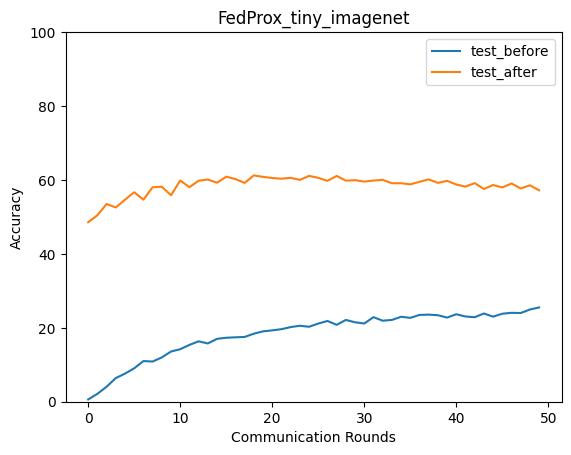 FedProx_tiny_imagenet
100
80
60
40
20
0
Accuracy
test_before
test_after
0 10 20 30 40 50
Communication Rounds